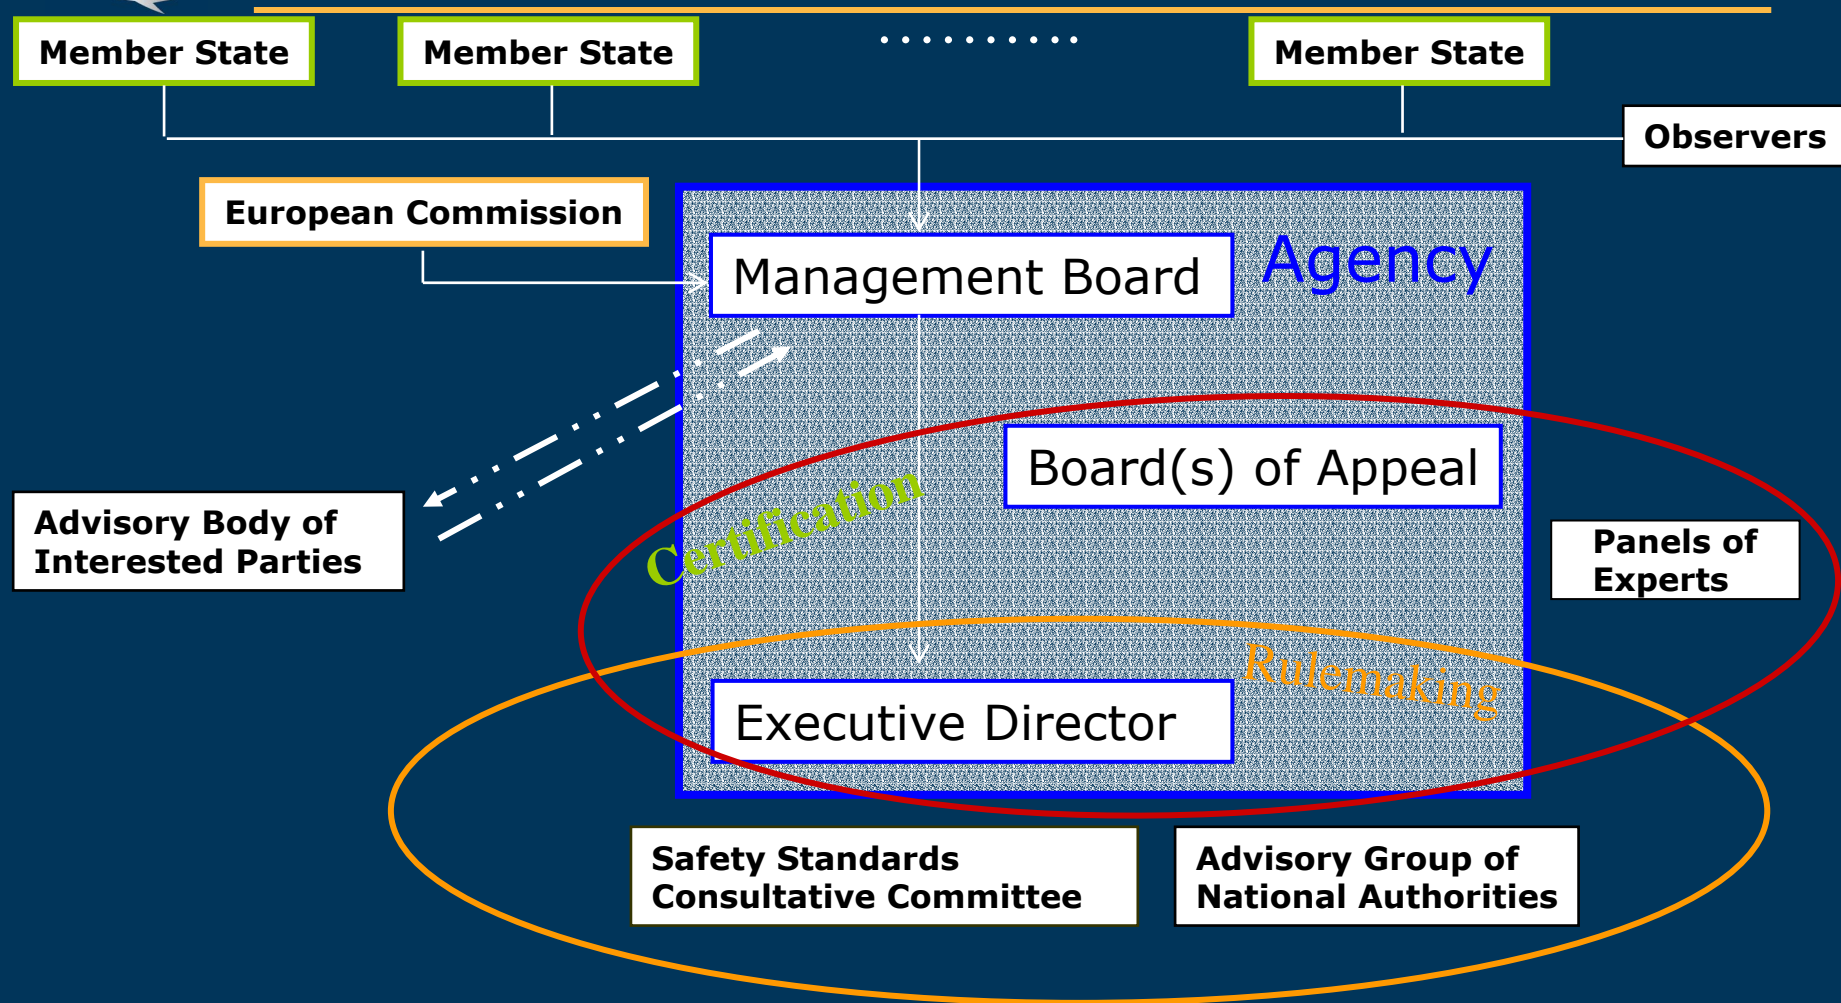 Member State
Member State
..........
Member State
Observers
European Commission
Management Board
Agency
Board(s) of Appeal
Certification
Advisory Body of
Interested Parties
Panels of
Experts
Rulemaking
Executive Director
Safety Standards
Consultative Committee
Advisory Group of
National Authorities